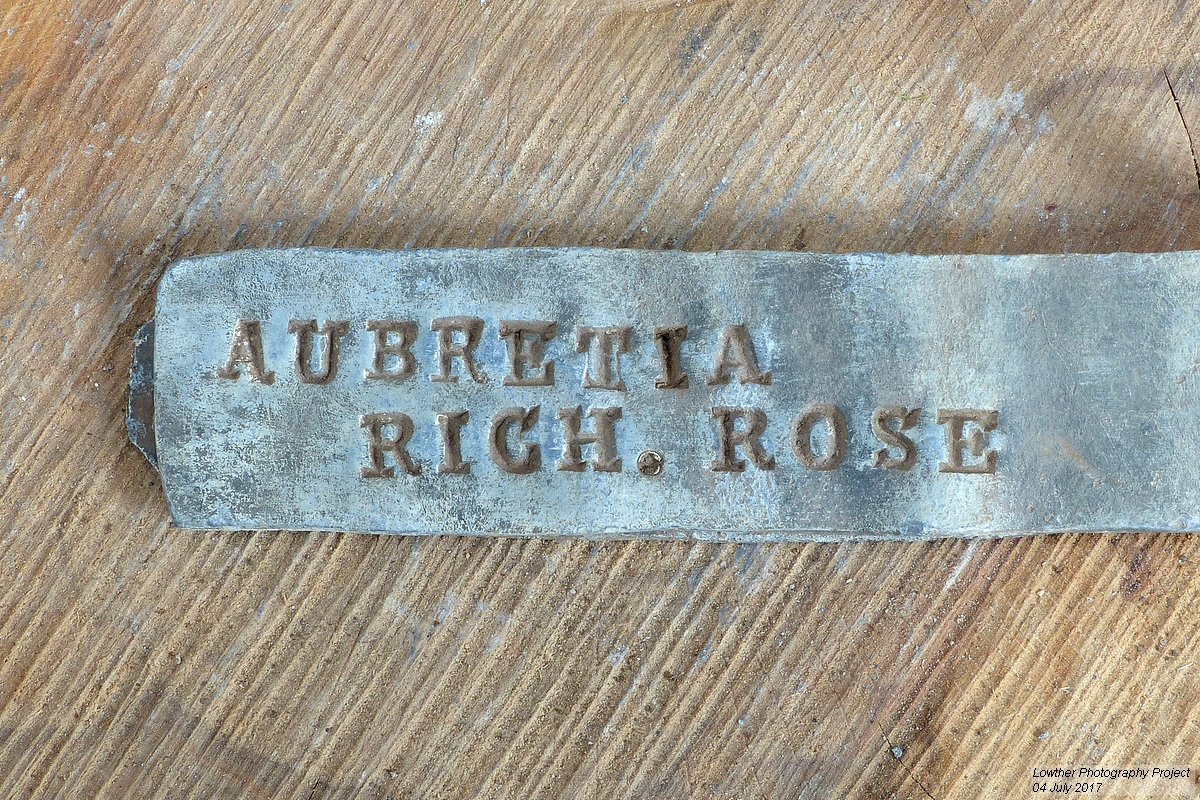 AUBRETIA
RICH. ROSE
Lowther Photography Project
04 July 2017